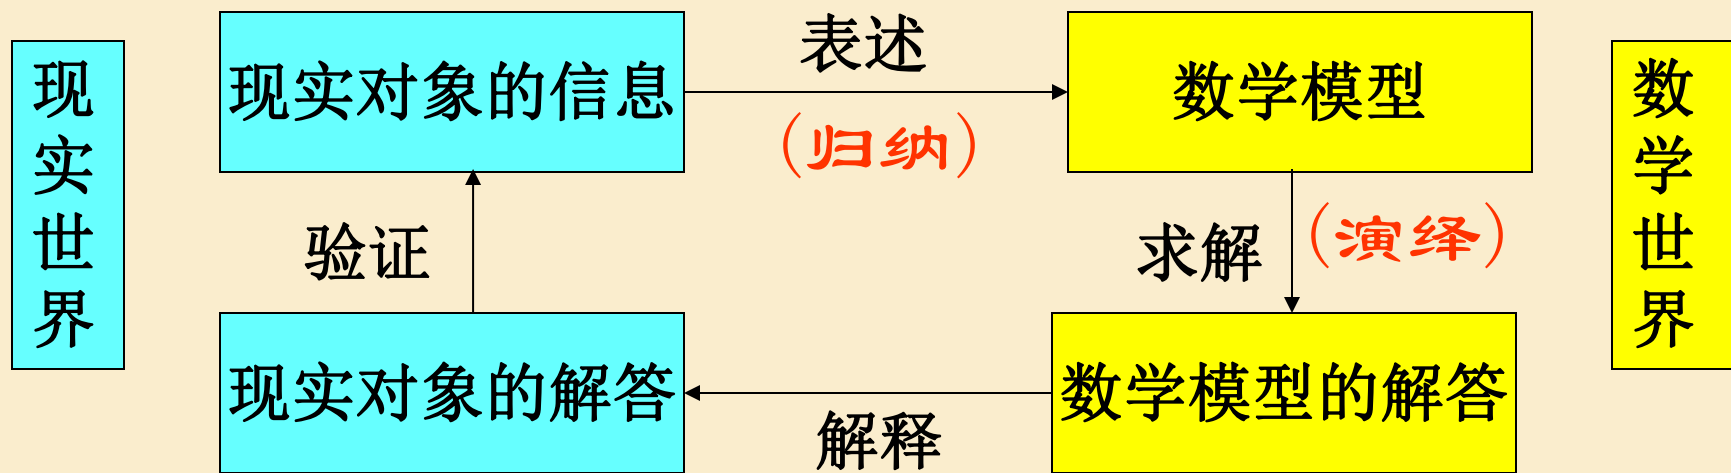 现实世界
现实对象的信息
表述
(归纳)
数学模型
数学世界
验证
求解
(演绎)
现实对象的解答
解释
数学模型的解答